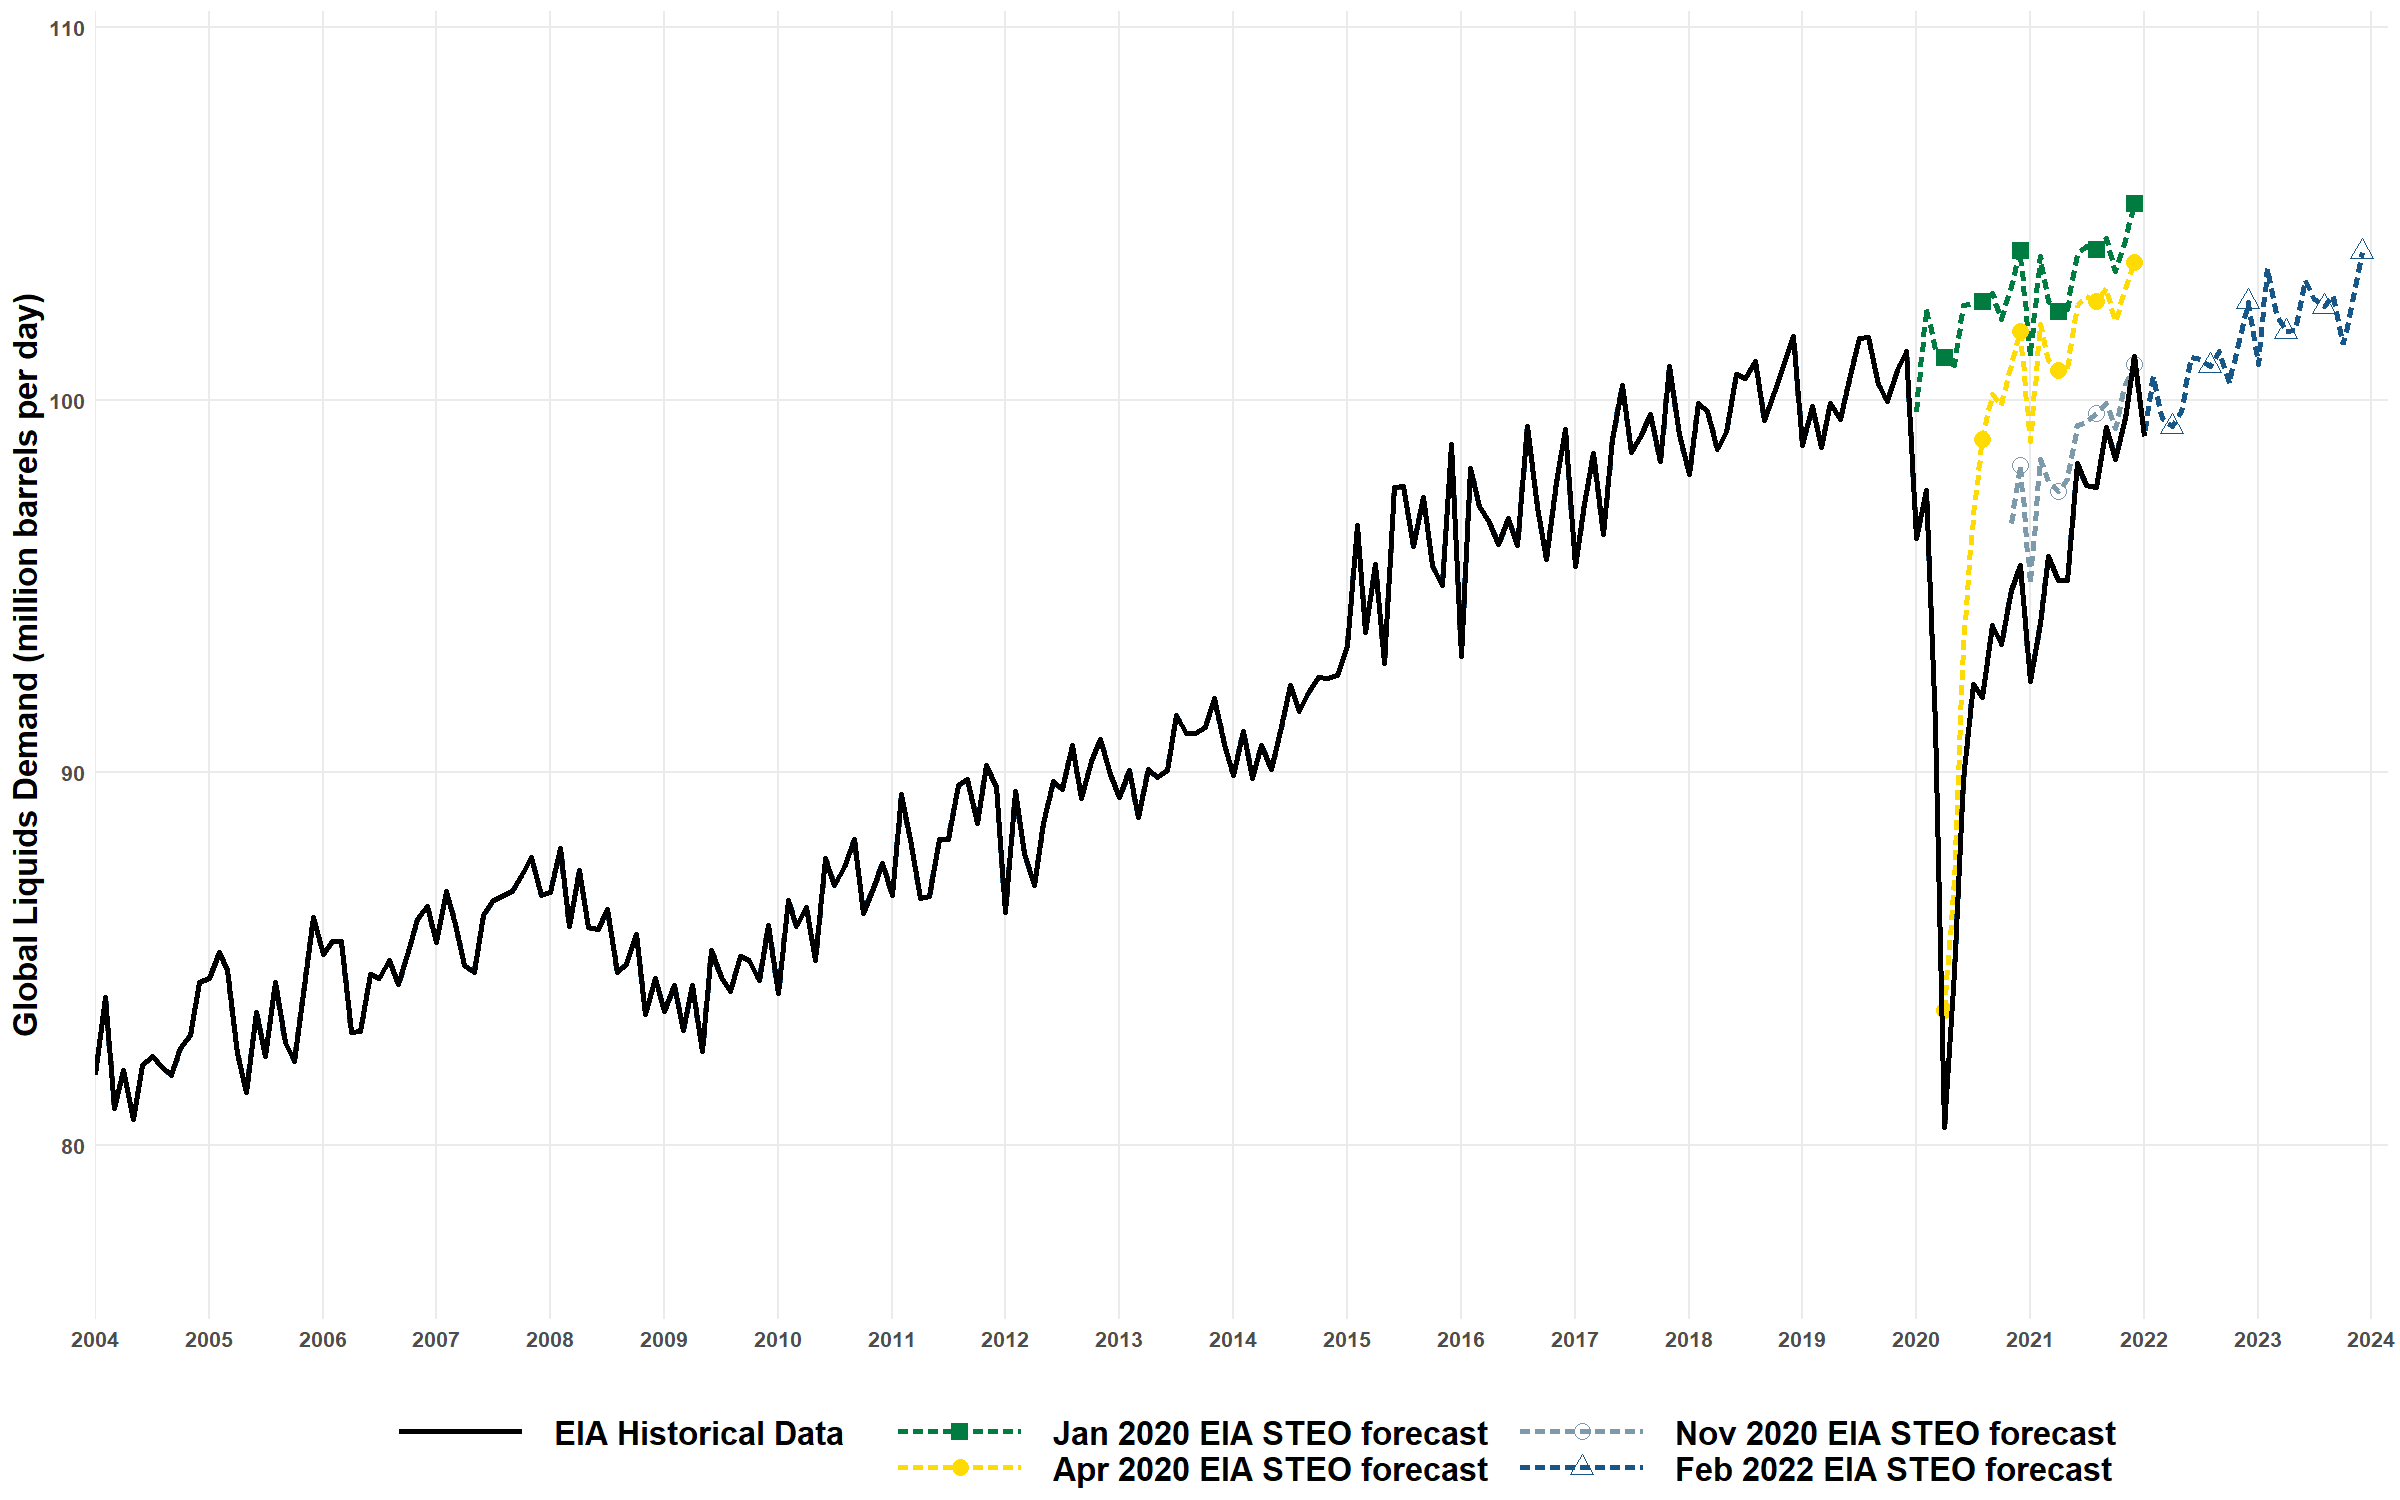 Global Liquids Demand (million barrels per day)
110
100
90
80
2004 2005 2006 2007 2008 2009 2010 2011 2012 2013 2014 2015 2016 2017 2018 2019 2020 2021 2022 2023 2024
EIA Historical Data
Jan 2020 EIA STEO forecast
Apr 2020 EIA STEO forecast
Nov 2020 EIA STEO forecast
Feb 2022 EIA STEO forecast